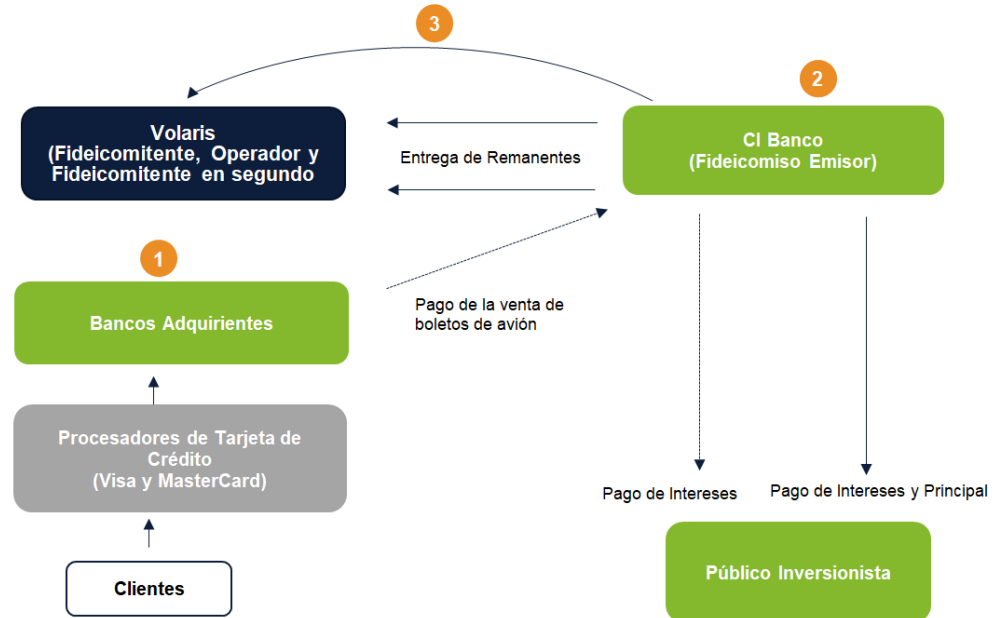 3
2
Volaris
(Fideicomitente, Operador y
Fideicomitente en segundo
CI Banco
(Fideicomiso Emisor)
Entrega de Remanentes
1
Bancos Adquirientes
Pago de la venta de
boletos de avión
Procesadores de Tarjeta de
Crédito
(Visa y MasterCard)
Pago de Intereses
Pago de Intereses y Principal
Clientes
Público Inversionista